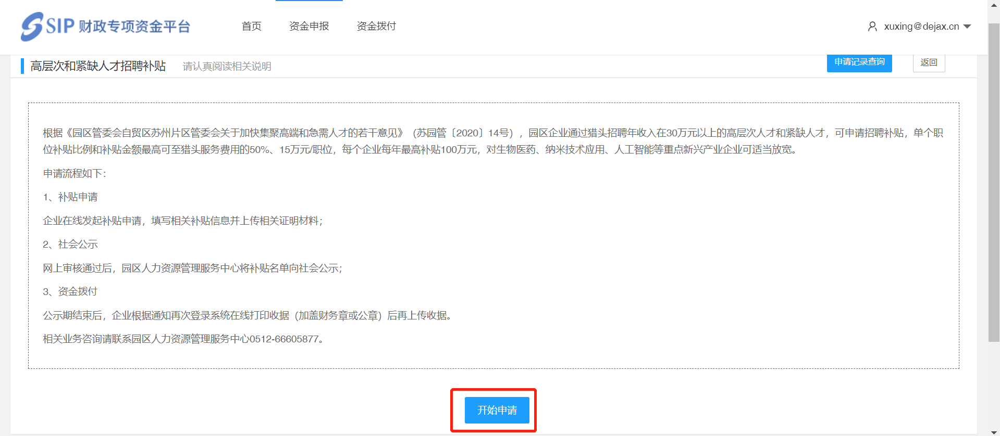 SIP 财政专项资金平台 首页 资金申报 资金拨付 xuxing@dejax.cn
高层次和紧缺人才招聘补贴 请认真阅读相关说明 申请记录查询 返回
根据《园区管委会自贸区苏州片区管委会关于加快集聚高端和急需人才的若干意见》（苏园管〔2020〕14号），园区企业通过猎头招聘年收入在30万元以上的高层次人才和紧缺人才，可申请招聘补贴，单个职
位补贴比例和补贴金额最高可至猎头服务费用的50%、15万元/职位，每个企业每年最高补贴100万元，对生物医药、纳米技术应用、人工智能等重点新兴产业企业可适当放宽。
申请流程如下：
1、补贴申请
企业在线发起补贴申请，填写相关补贴信息并上传相关证明材料；
2、社会公示
网上审核通过后，园区人力资源管理服务中心将补贴名单向社会公示；
3、资金拨付
公示期结束后，企业根据通知再次登录系统在线打印收据（加盖财务章或公章）后再上传收据。
相关业务咨询请联系园区人力资源管理服务中心0512-66605877。
开始申请